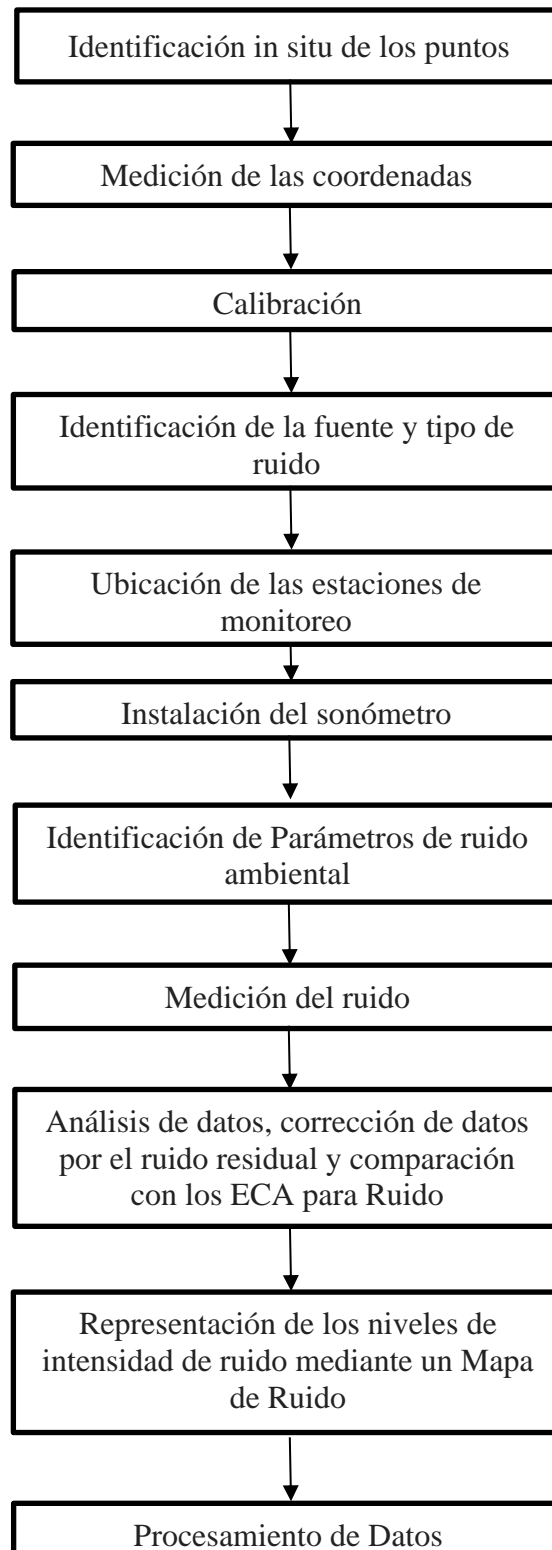 Identificación in situ de los puntos
Medición de las coordenadas
Calibración
Identificación de la fuente y tipo de
ruido
Ubicación de las estaciones de
monitoreo
Instalación del sonómetro
Identificación de Parámetros de ruido
ambiental
Medición del ruido
Análisis de datos, corrección de datos
por el ruido residual y comparación
con los ECA para Ruido
Representación de los niveles de
intensidad de ruido mediante un Mapa
de Ruido
Procesamiento de Datos